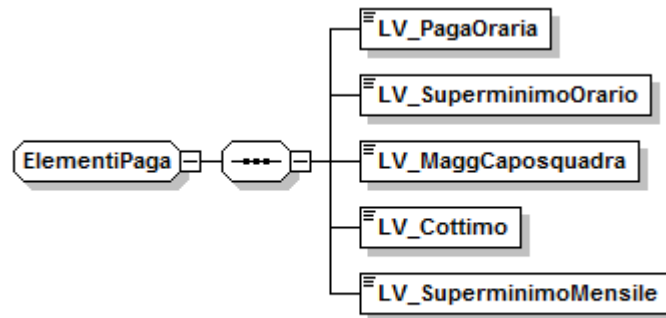 LV_PagaOraria
LV_SuperminimoOrario
ElementiPaga
LV_MaggCaposquadra
LV_Cottimo
LV_SuperminimoMensile